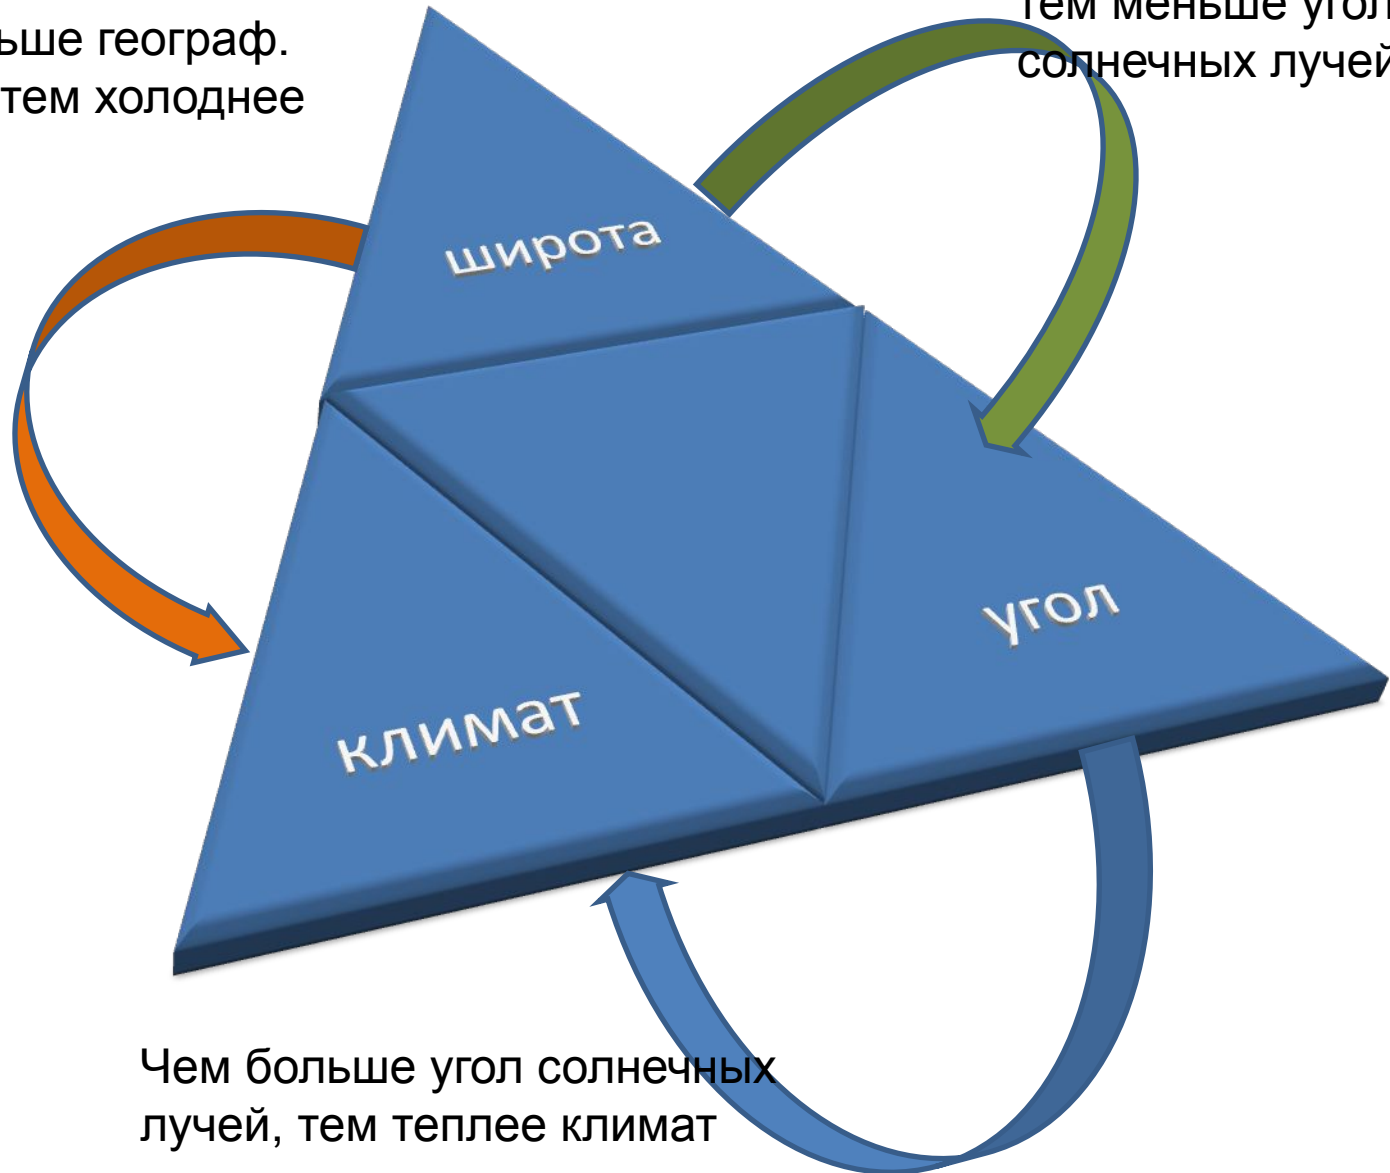 ьше географ.
тем холоднее
тем меньше угол
солнечных лучей
широта
угол
климат
Чем больше угол солнечных
лучей, тем теплее климат